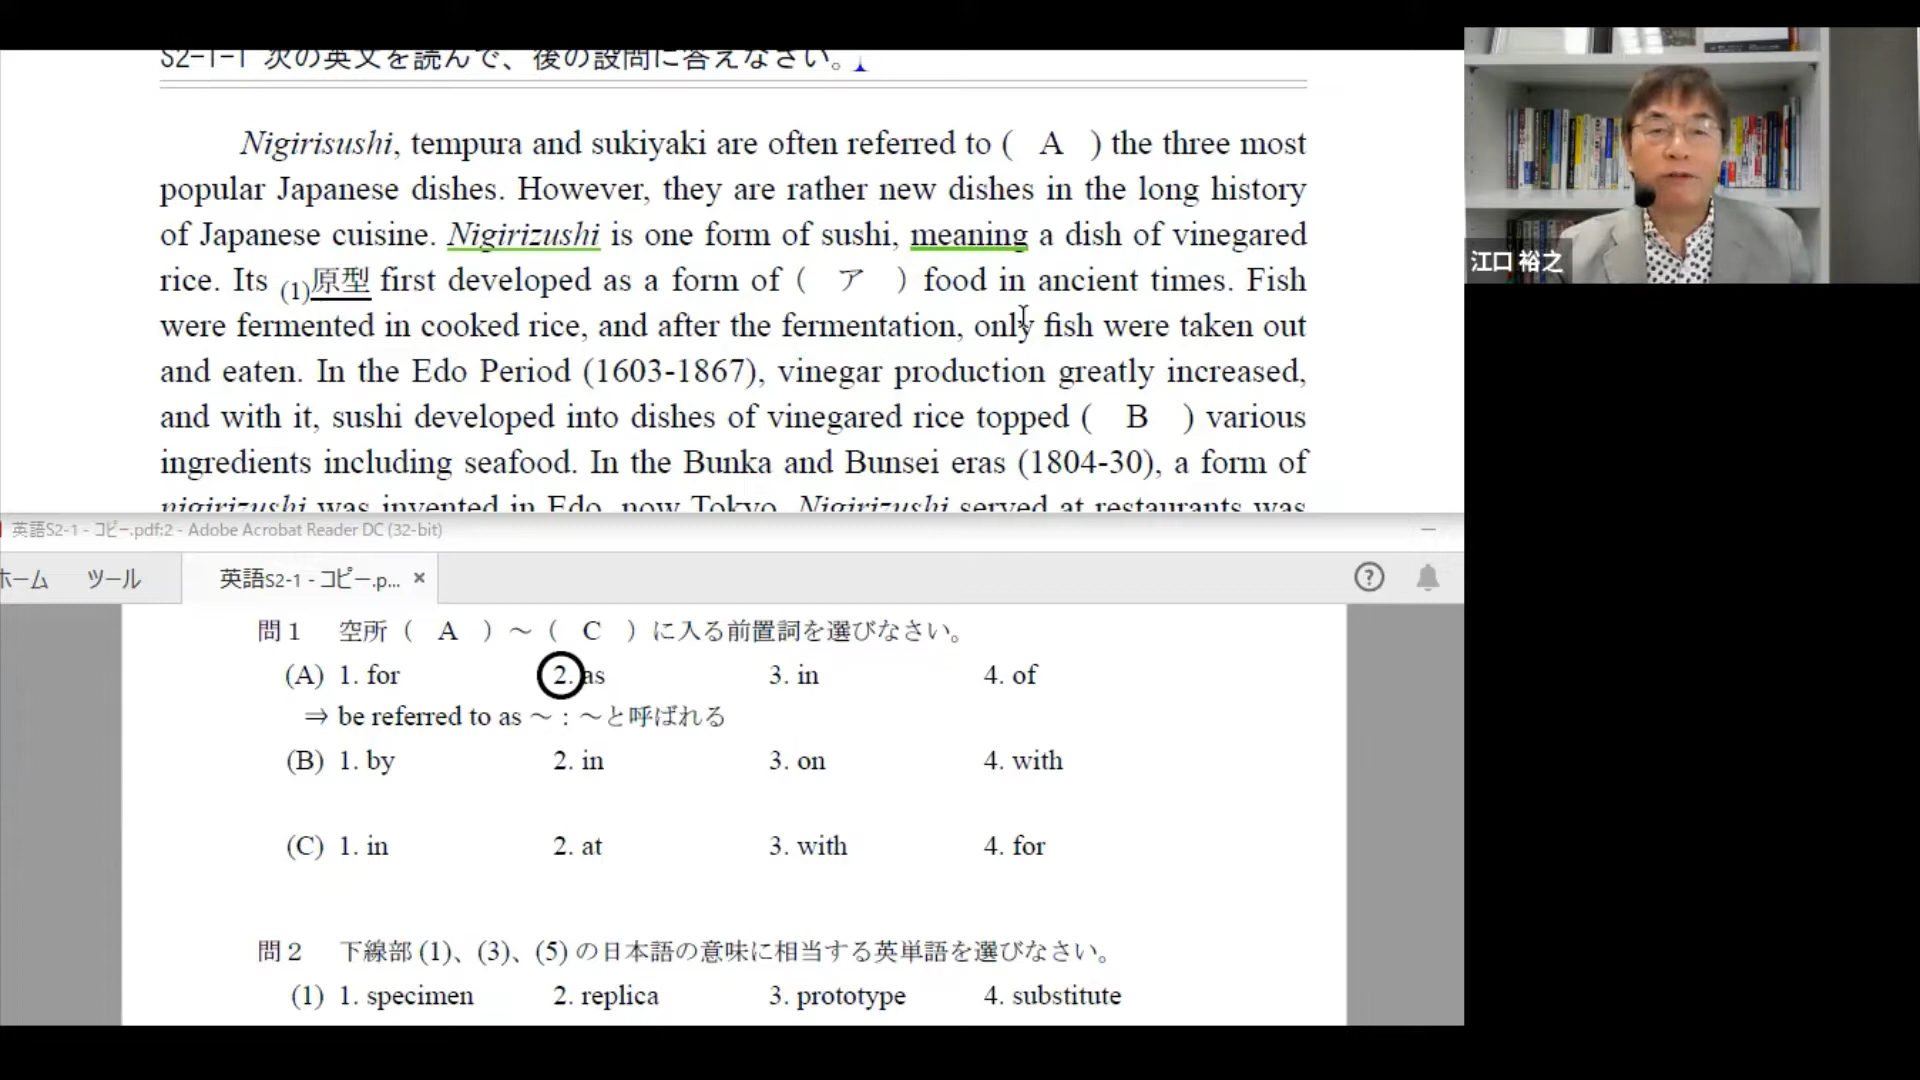 S2-1-1 次の英文を読んで、後の設問に答えなさい。
Nigirisushi, tempura and sukiyaki are often referred to ( A ) the three most
popular Japanese dishes. However, they are rather new dishes in the long history
of Japanese cuisine. Nigirizushi is one form of sushi, meaning a dish of vinegared
rice. Its (1)原型 first developed as a form of ( ア ) food in ancient times. Fish
were fermented in cooked rice, and after the fermentation, only fish were taken out
and eaten. In the Edo Period (1603-1867), vinegar production greatly increased,
and with it, sushi developed into dishes of vinegared rice topped ( B ) various
ingredients including seafood. In the Bunka and Bunsei eras (1804-30), a form of
nigirizushi was invented in Edo, now Tokyo. Nigirizushi served at restaurants was
江口 裕之
英語S2-1 - コピー.pdf:2 - Adobe Acrobat Reader DC (32-bit)
ホーム ツール 英語S2-1 - コピー.p... ×
問1 空所（ A ）～（ C ）に入る前置詞を選びなさい。
(A) 1. for 2. as 3. in 4. of
⇒ be referred to as ～ : ～と呼ばれる
(B) 1. by 2. in 3. on 4. with
(C) 1. in 2. at 3. with 4. for
問2 下線部 (1)、(3)、(5) の日本語の意味に相当する英単語を選びなさい。
(1) 1. specimen 2. replica 3. prototype 4. substitute